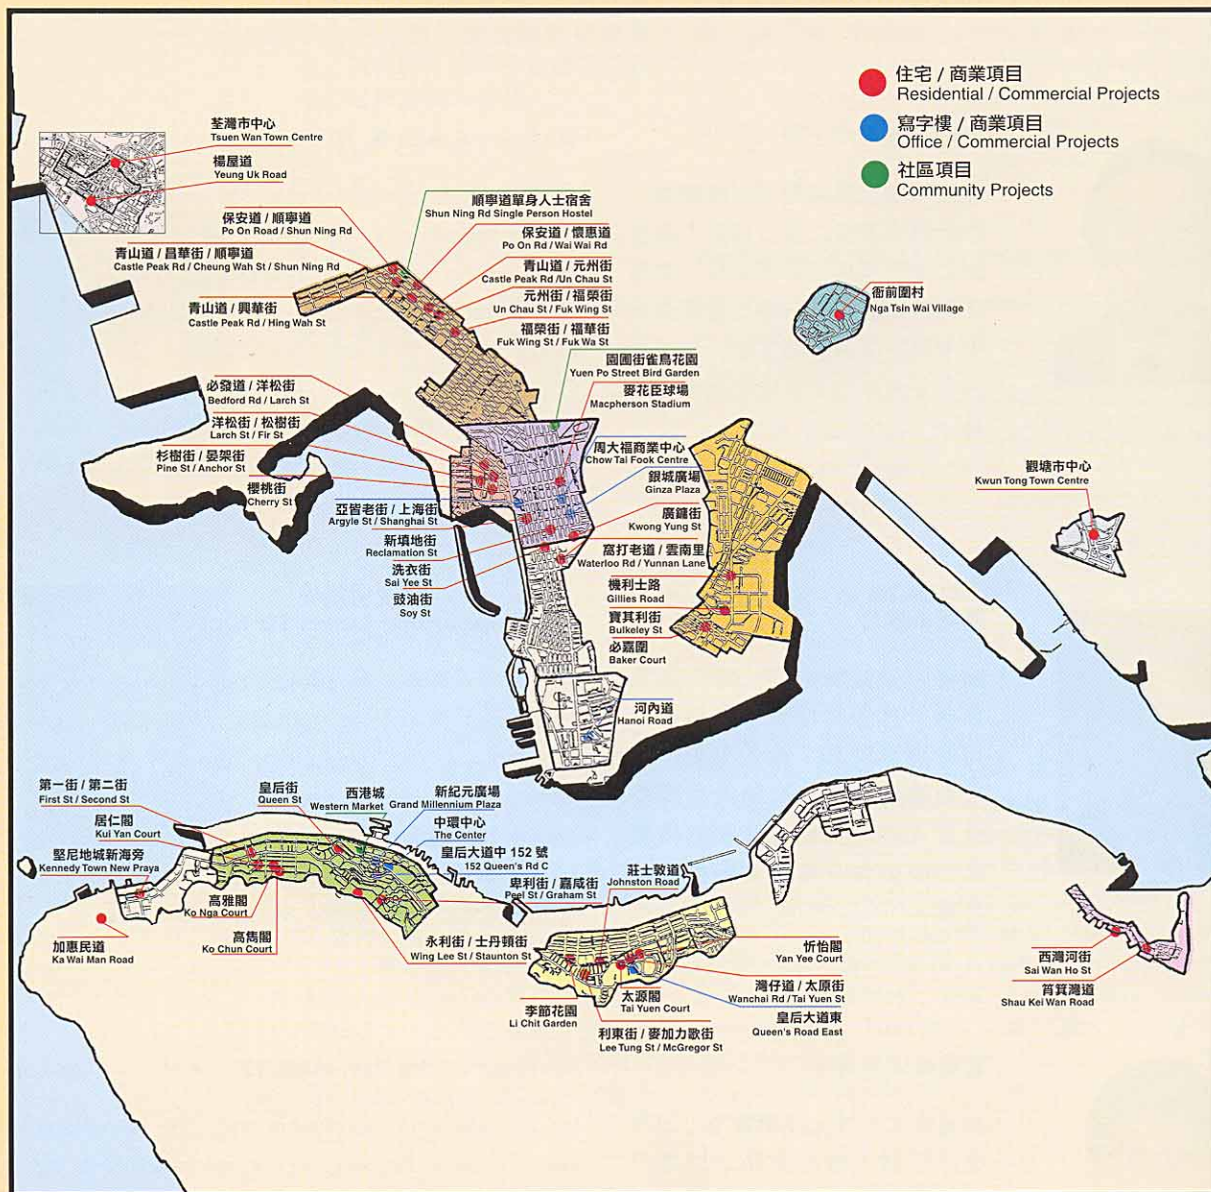 住宅 / 商業項目
Residential / Commercial Projects
寫字樓 / 商業項目
Office / Commercial Projects
社區項目
Community Projects
荃灣市中心
Tsuen Wan Town Centre
楊屋道
Yeung Uk Road
順寧道單身人士宿舍
Shun Ning Rd Single Person Hostel
保安道 / 順寧道
Po On Road / Shun Ning Rd
保安道 / 懷惠道
Po On Rd / Wai Wai Rd
青山道 / 昌華街 / 順寧道
Castle Peak Rd / Cheung Wah St / Shun Ning Rd
青山道 / 元州街
Castle Peak Rd /Un Chau St
元州街 / 福榮街
Un Chau St / Fuk Wing St
青山道 / 興華街
Castle Peak Rd / Hing Wah St
福榮街 / 福華街
Fuk Wing St / Fuk Wa St
衙前圍村
Nga Tsin Wai Village
園圃街雀鳥花園
Yuen Po Street Bird Garden
必發道 / 洋松街
Bedford Rd / Larch St
麥花臣球場
Macpherson Stadium
洋松街 / 松樹街
Larch St / Fir St
周大福商業中心
Chow Tai Fook Centre
杉樹街 / 晏架街
Pine St / Anchor St
銀城廣場
Ginza Plaza
櫻桃街
Cherry St
觀塘市中心
Kwun Tong Town Centre
亞皆老街 / 上海街
Argyle St / Shanghai St
廣鏞街
Kwong Yung St
新填地街
Reclamation St
窩打老道 / 雲南里
Waterloo Rd / Yunnan Lane
洗衣街
Sai Yee St
機利士路
Gillies Road
豉油街
Soy St
寶其利街
Bulkeley St
必嘉圍
Baker Court
河內道
Hanoi Road
第一街 / 第二街
First St / Second St
皇后街
Queen St
西港城
Western Market
新紀元廣場
Grand Millennium Plaza
居仁閣
Kui Yan Court
中環中心
The Center
堅尼地城新海旁
Kennedy Town New Praya
皇后大道中 152 號
152 Queen's Rd C
卑利街 / 嘉咸街
Peel St / Graham St
莊士敦道
Johnston Road
高雅閣
Ko Nga Court
加惠民道
Ka Wai Man Road
高雋閣
Ko Chun Court
永利街 / 士丹頓街
Wing Lee St / Staunton St
忻怡閣
Yan Yee Court
西灣河街
Sai Wan Ho St
灣仔道 / 太原街
Wanchai Rd / Tai Yuen St
筲箕灣道
Shau Kei Wan Road
李節花園
Li Chit Garden
太源閣
Tai Yuen Court
皇后大道東
Queen's Road East
利東街 / 麥加力歌街
Lee Tung St / McGregor St